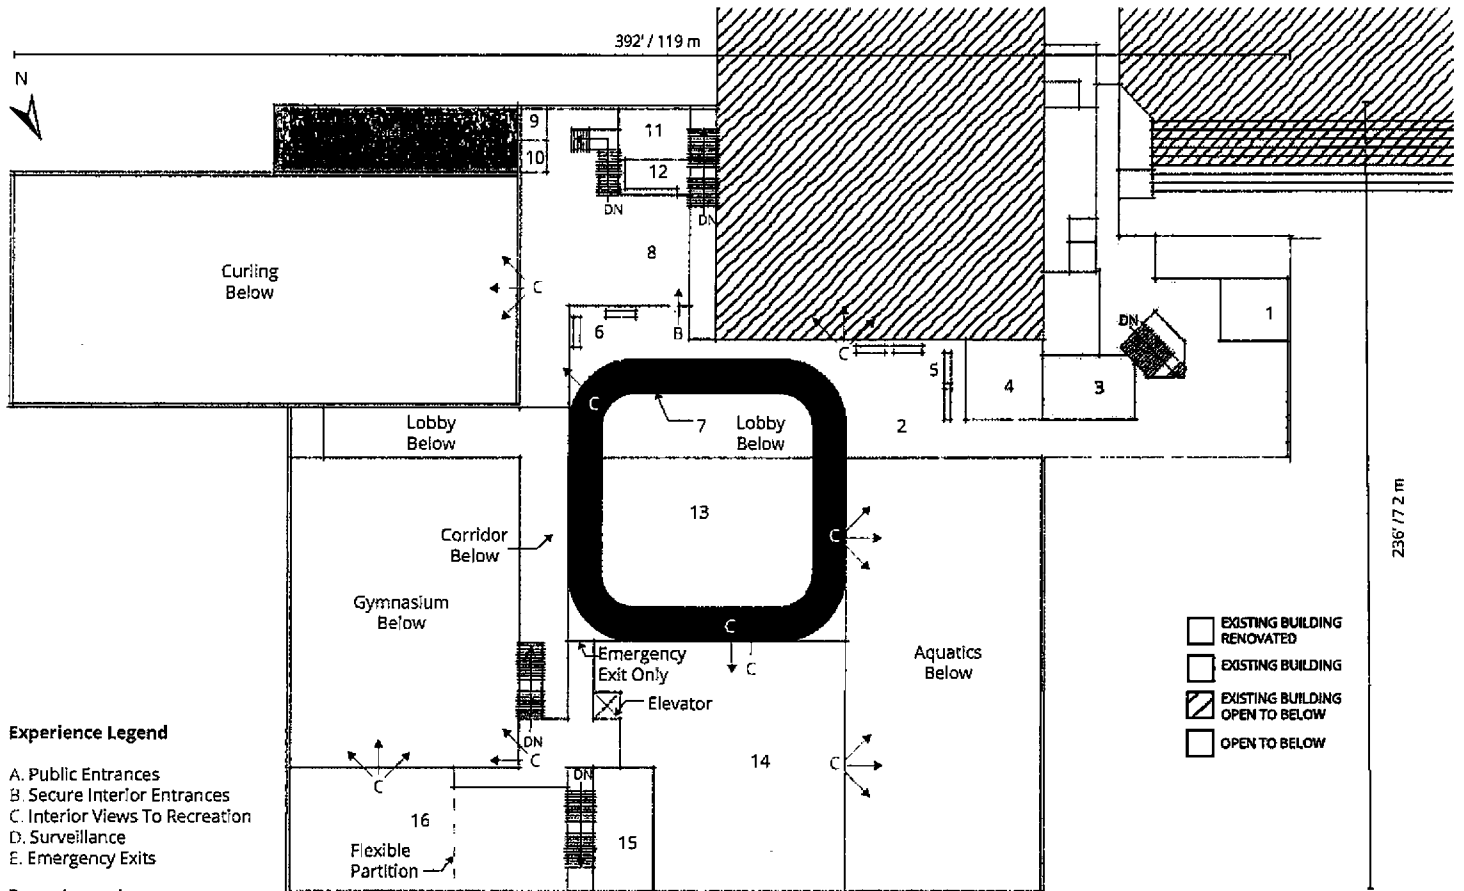 392' / 119 m
N
9
10
11
12
DN
DN
8
Curling
Below
C
6
B
C
5
4
3
DN
1
C
7
Lobby
Below
Lobby
Below
2
13
Corridor
Below
C
236' / 7 2 m
Gymnasium
Below
C
Emergency
Exit Only
C
Elevator
Aquatics
Below
EXISTING BUILDING
RENOVATED
EXISTING BUILDING
EXISTING BUILDING
OPEN TO BELOW
OPEN TO BELOW
DN
C
C
DN
14
C
16
15
Flexible
Partition
Experience Legend
A. Public Entrances
B. Secure Interior Entrances
C. Interior Views To Recreation
D. Surveillance
E. Emergency Exits